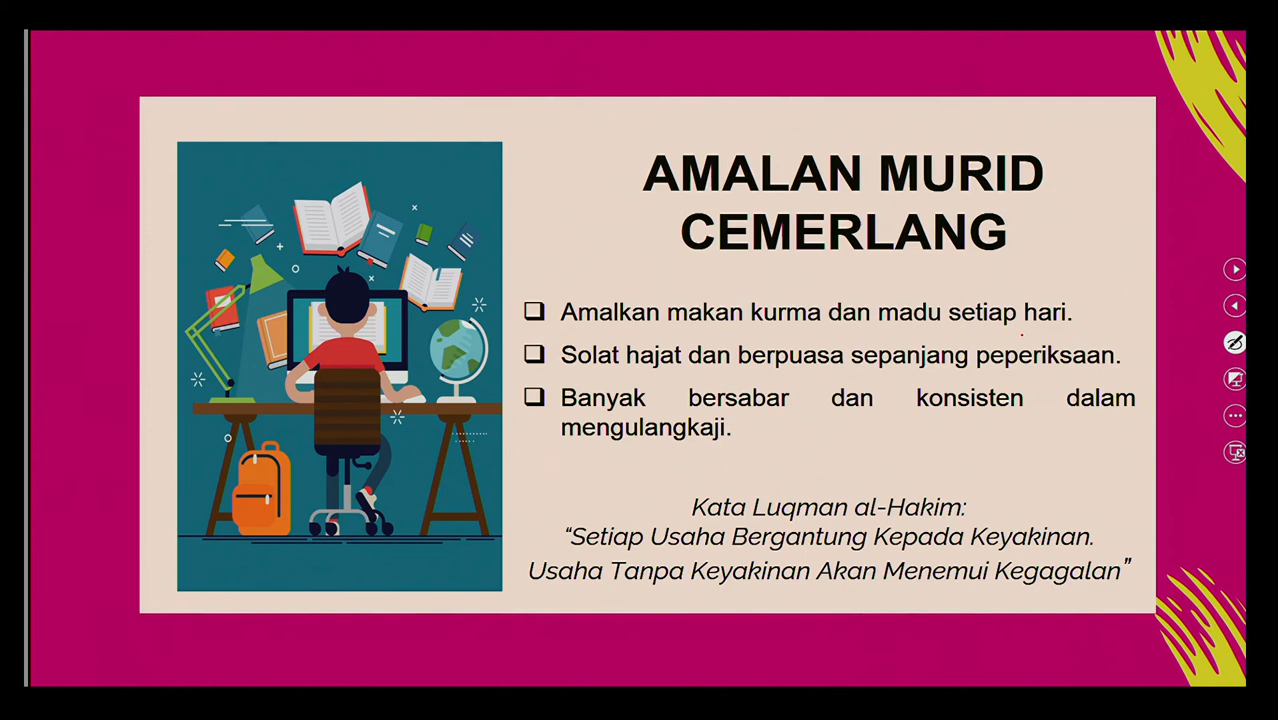 AMALAN MURID
CEMERLANG
Amalkan makan kurma dan madu setiap hari.
Solat hajat dan berpuasa sepanjang peperiksaan.
Banyak bersabar dan konsisten dalam
mengulangkaji.
Kata Luqman al-Hakim:
“Setiap Usaha Bergantung Kepada Keyakinan.
Usaha Tanpa Keyakinan Akan Menemui Kegagalan”